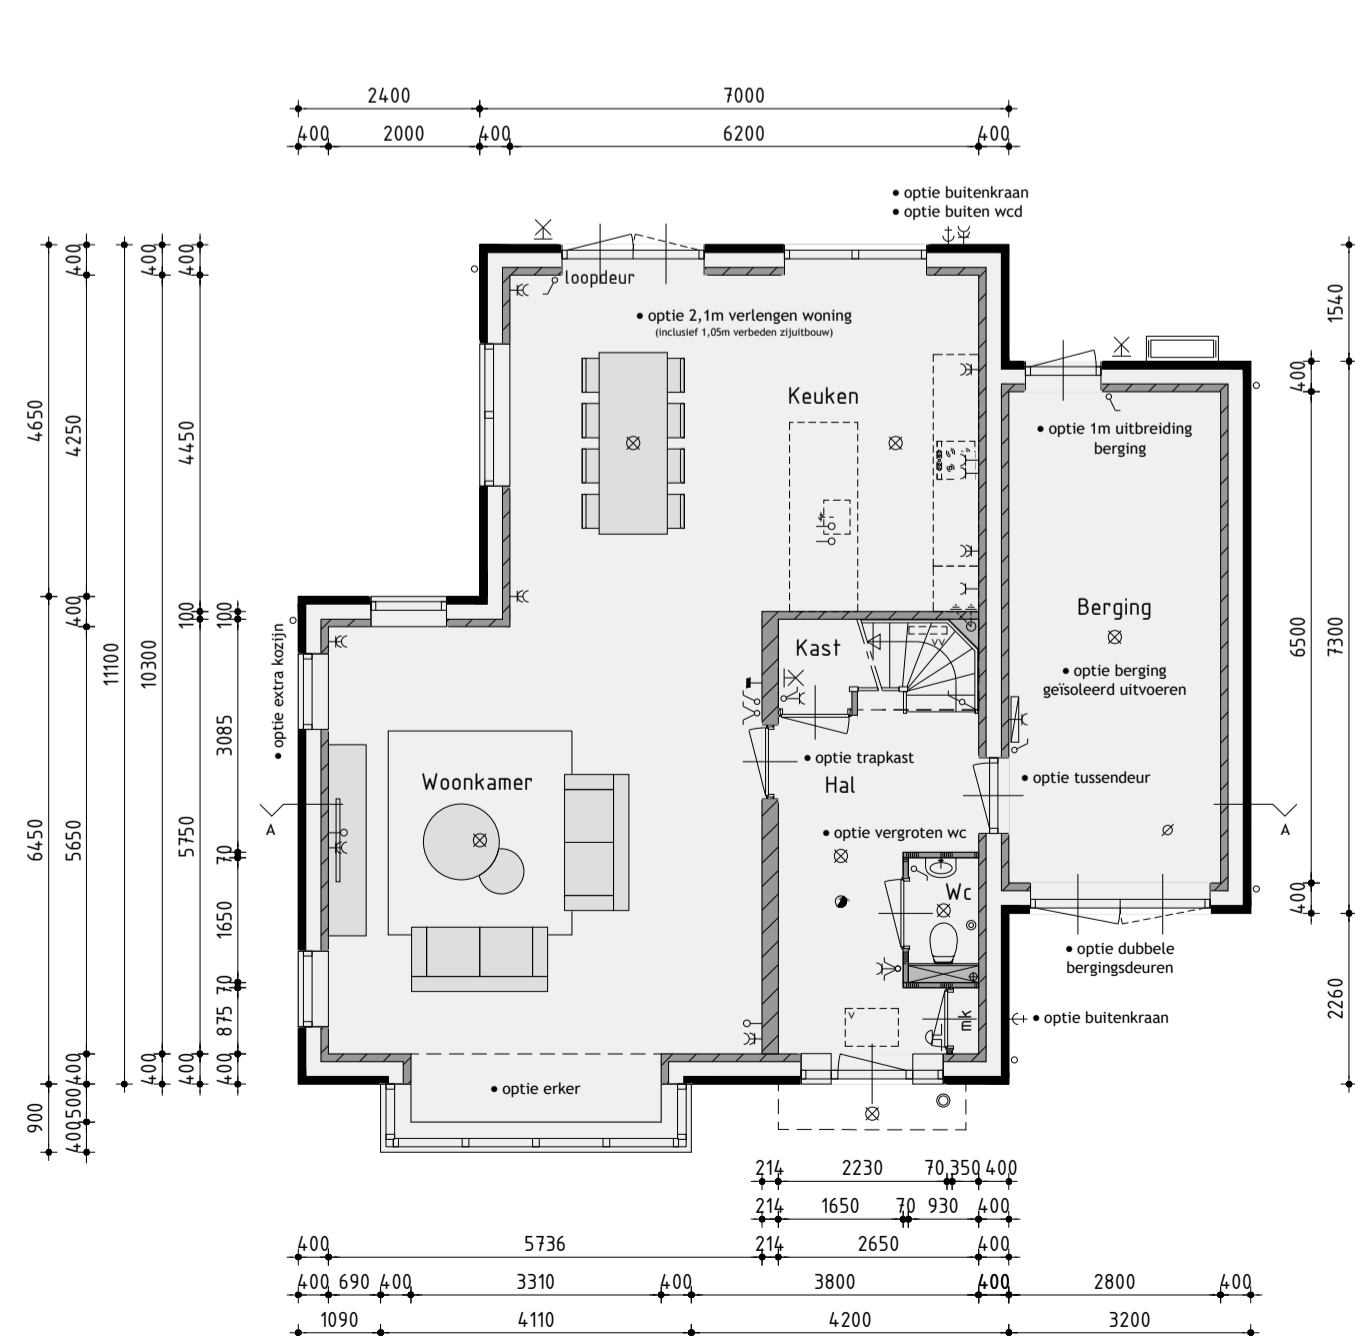 2400 7000
400 2000 400 6200 400
• optie buitenkraan
• optie buiten wcd
loopdeur
• optie 2,1m verlengen woning
(inclusief 1,05m verbeden zijuitbouw)
Keuken
• optie 1m uitbreiding
berging
Berging
• optie berging
geïsoleerd uitvoeren
Kast
vv
• optie extra kozijn
Woonkamer
• optie trapkast
Hal
• optie tussendeur
A
A
• optie vergroten wc
Wc
• optie dubbele
bergingsdeuren
mk
v
• optie buitenkraan
• optie erker
4650
6450
900
400
4250
400
5650
400
500
400
11100
400
10300
400
400
4450
100
5750
400
100
3085
70
1650
70
875
400
1540
7300
2260
400
6500
400
214 2230 70 350 400
214 1650 70 930 400
400 5736 214 2650 400
400 690 400 3310 400 3800 400 2800 400
1090 4110 4200 3200